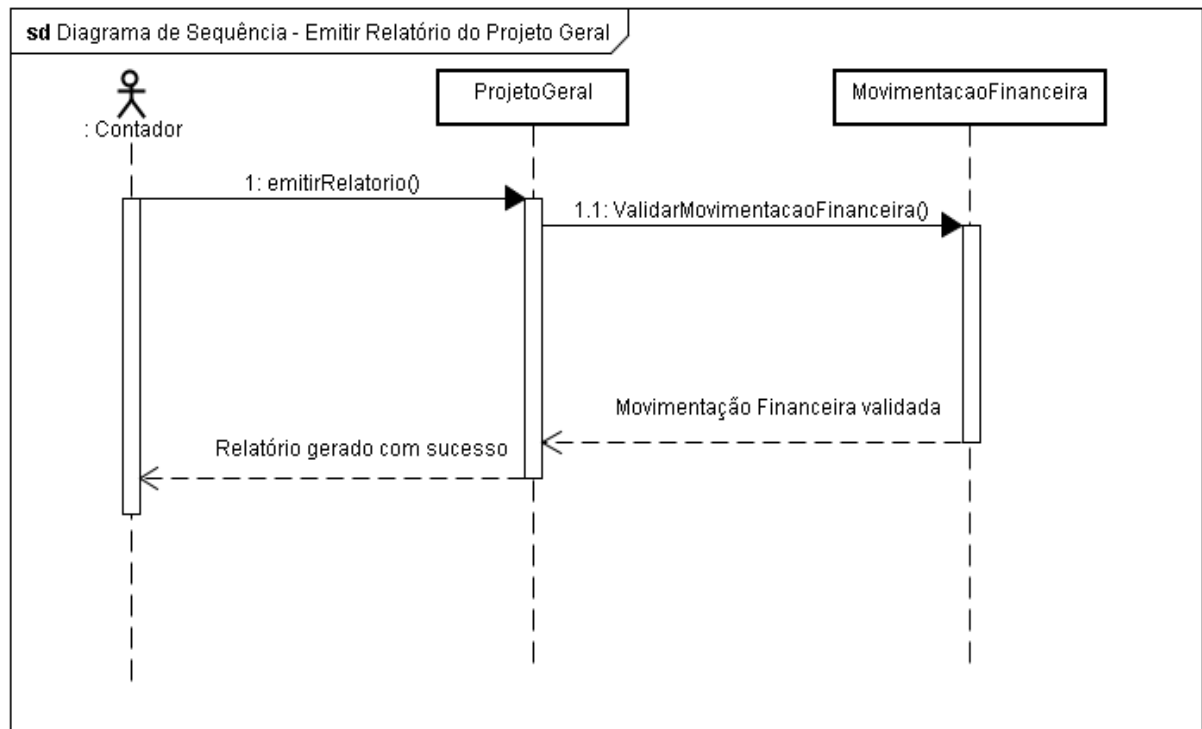 sd Diagrama de Sequência - Emitir Relatório do Projeto Geral
: Contador
ProjetoGeral
MovimentacaoFinanceira
1: emitirRelatorio()
1.1: ValidarMovimentacaoFinanceira()
Movimentação Financeira validada
Relatório gerado com sucesso